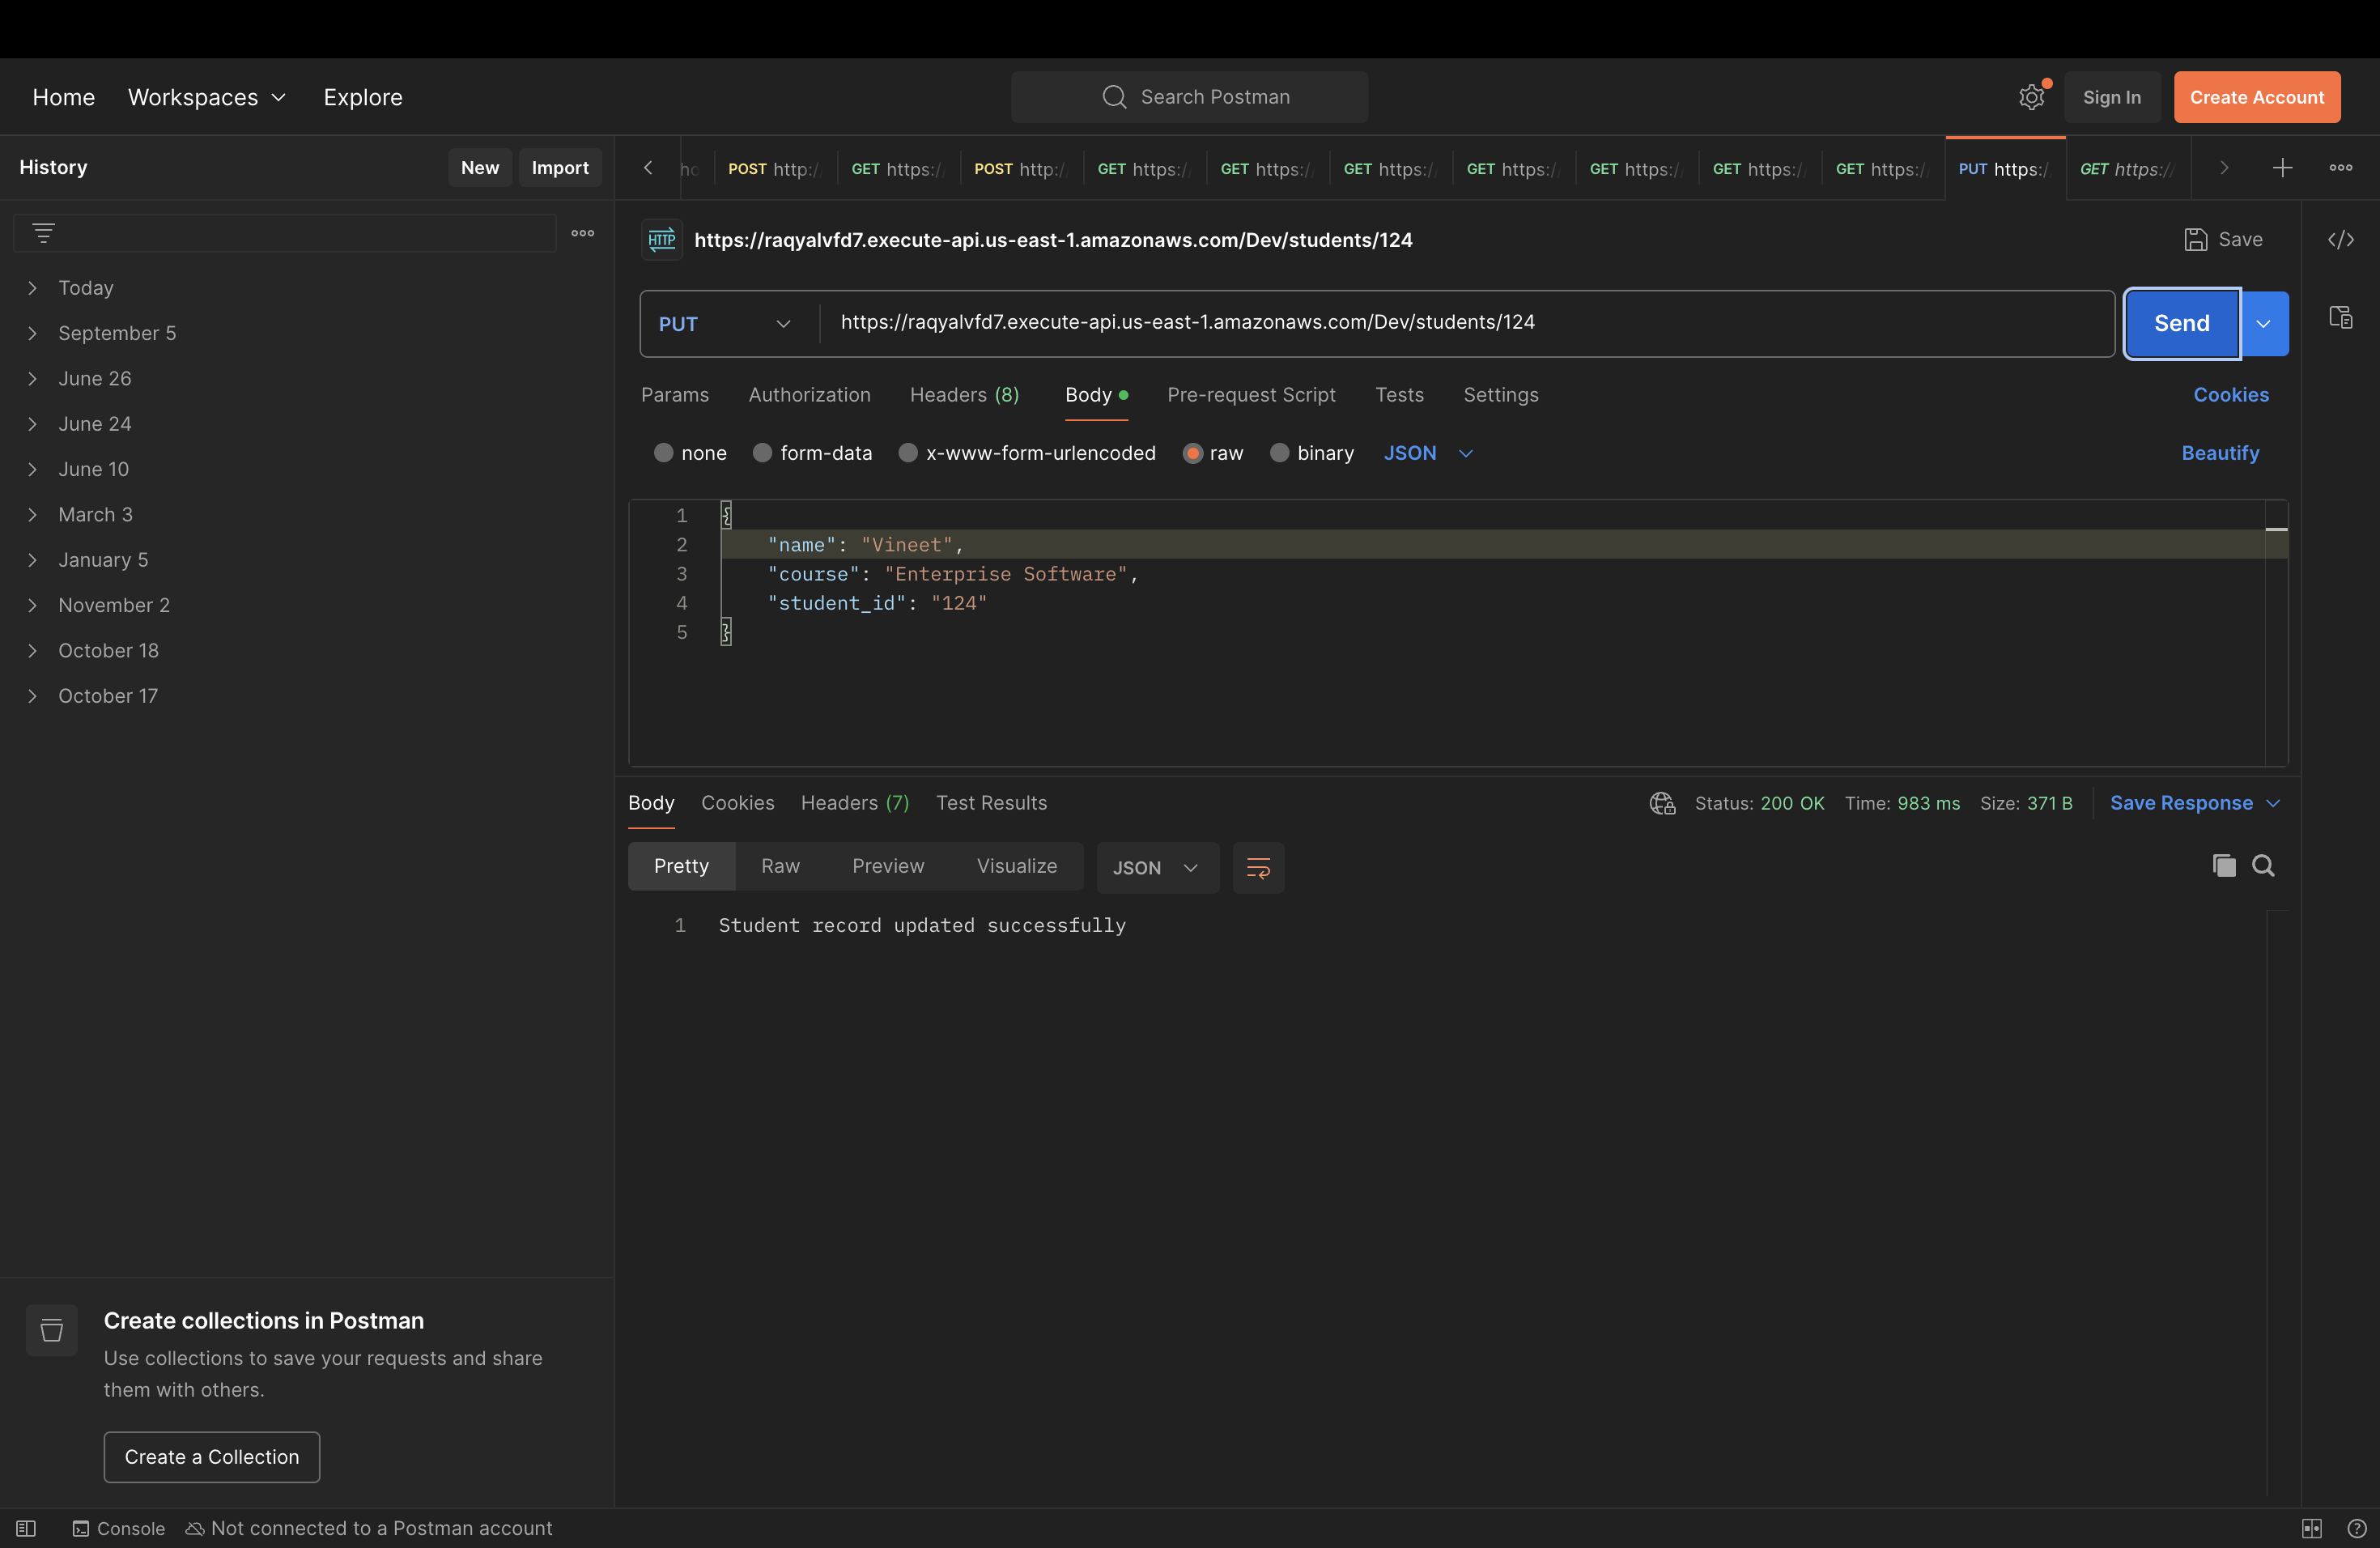 Home Workspaces Explore Search Postman Sign In Create Account
History New Import
POST http:/ GET https:/ POST http:/ GET https:/ GET https:/ GET https:/ GET https:/ GET https:/ GET https:/ GET https:/ PUT https:/ GET https://
HTTP https://raqyalvfd7.execute-api.us-east-1.amazonaws.com/Dev/students/124 Save </>
Today
September 5
June 26
June 24
June 10
March 3
January 5
November 2
October 18
October 17
PUT https://raqyalvfd7.execute-api.us-east-1.amazonaws.com/Dev/students/124 Send
Params Authorization Headers (8) Body Pre-request Script Tests Settings Cookies
none form-data x-www-form-urlencoded raw binary JSON Beautify
1 {
2 "name": "Vineet",
3 "course": "Enterprise Software",
4 "student_id": "124"
5 }
Body Cookies Headers (7) Test Results Status: 200 OK Time: 983 ms Size: 371 B Save Response
Pretty Raw Preview Visualize JSON
1 Student record updated successfully
Create collections in Postman
Use collections to save your requests and share
them with others.
Create a Collection
Console Not connected to a Postman account